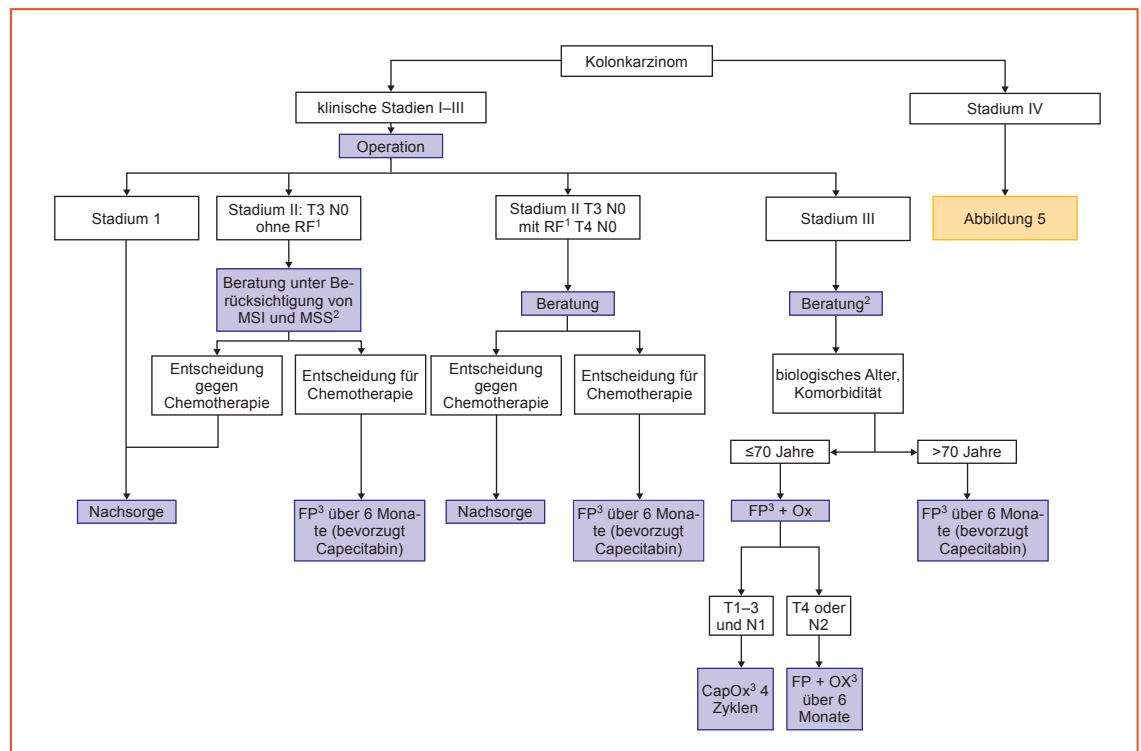 Kolonkarzinom
klinische Stadien I–III
Stadium IV
Operation
Stadium 1
Stadium II: T3 N0
ohne RF¹
Stadium II T3 N0
mit RF¹ T4 N0
Stadium III
Abbildung 5
Beratung unter Be-
rücksichtigung von
MSI und MSS²
Beratung
Beratung²
Entscheidung
gegen
Chemotherapie
Entscheidung für
Chemotherapie
Entscheidung
gegen
Chemotherapie
Entscheidung für
Chemotherapie
biologisches Alter,
Komorbidität
≤70 Jahre
>70 Jahre
Nachsorge
FP³ über 6 Mona-
te (bevorzugt
Capecitabin)
Nachsorge
FP³ über 6 Mona-
te (bevorzugt
Capecitabin)
FP³ + Ox
FP³ über 6 Mona-
te (bevorzugt
Capecitabin)
T1–3
und N1
T4 oder
N2
CapOx³ 4
Zyklen
FP + OX³
über 6
Monate